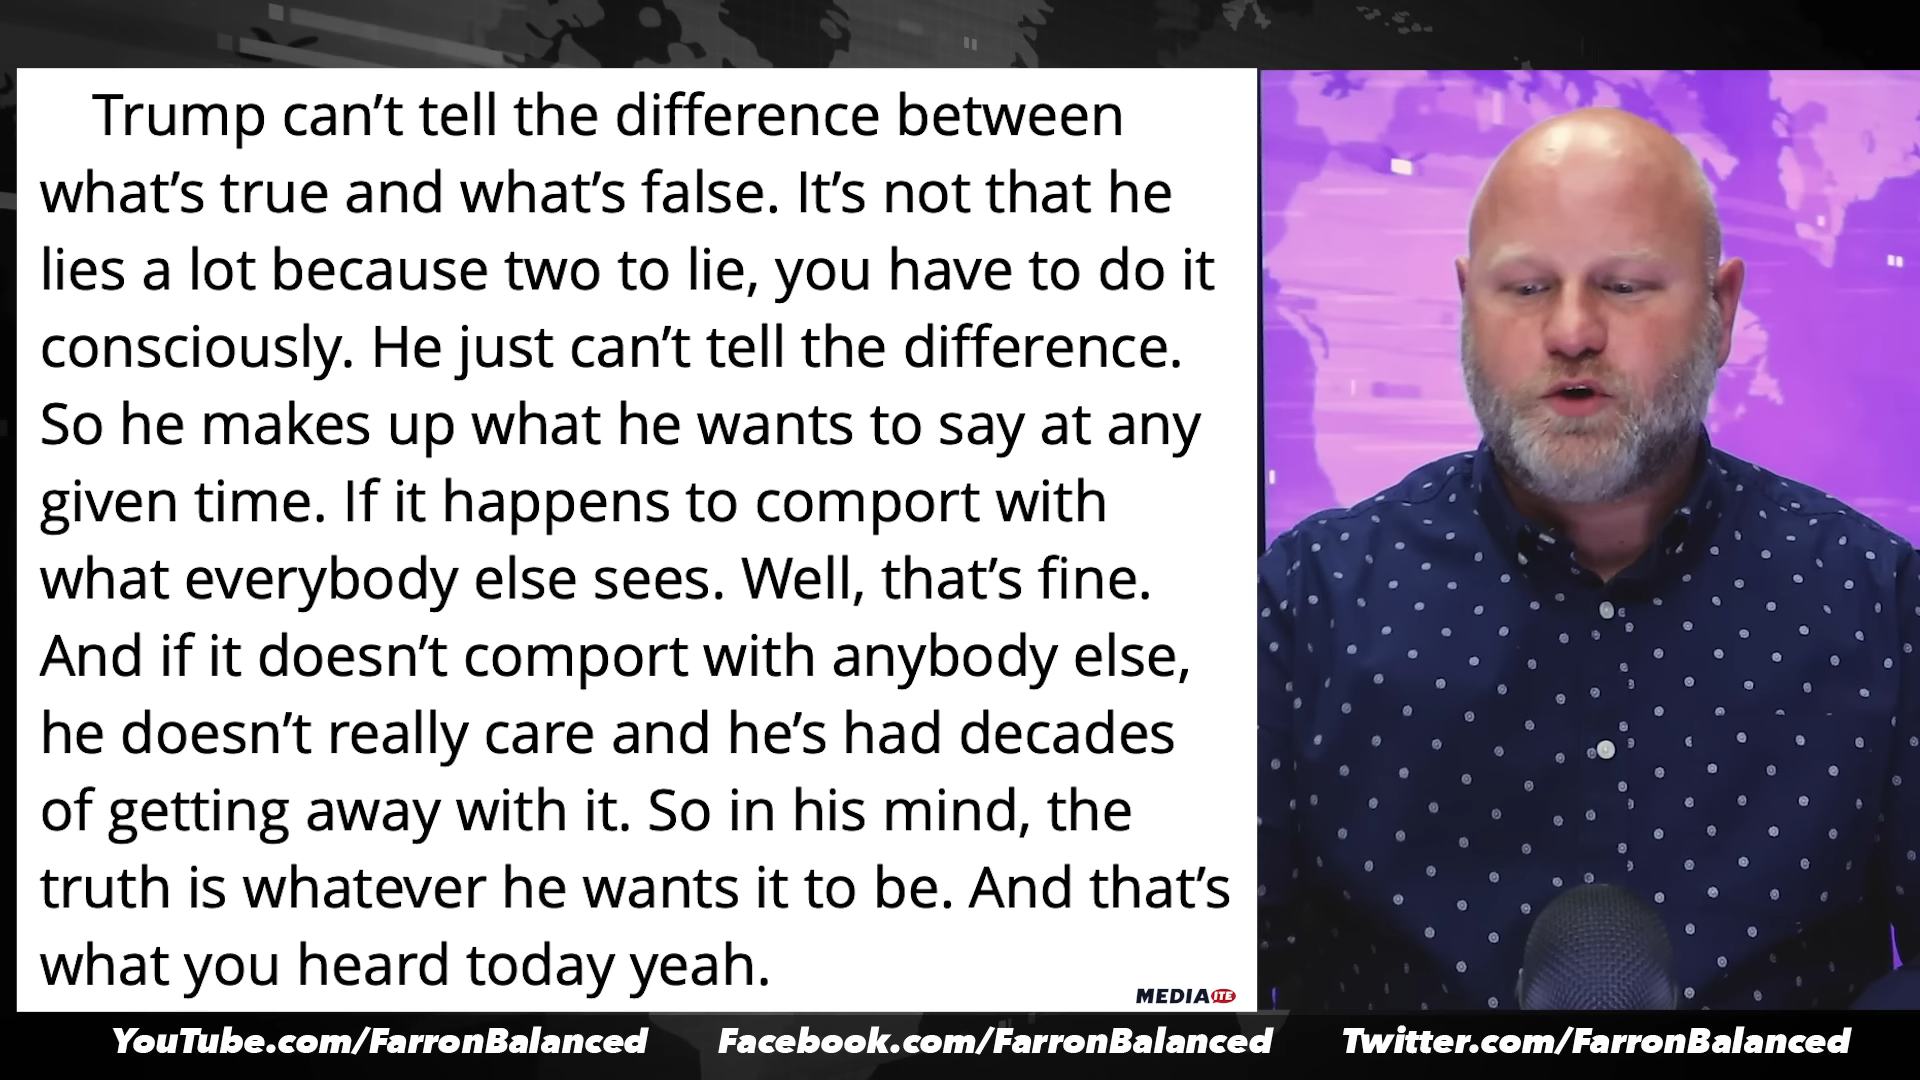 Trump can’t tell the difference between
what’s true and what’s false. It’s not that he
lies a lot because two to lie, you have to do it
consciously. He just can’t tell the difference.
So he makes up what he wants to say at any
given time. If it happens to comport with
what everybody else sees. Well, that’s fine.
And if it doesn’t comport with anybody else,
he doesn’t really care and he’s had decades
of getting away with it. So in his mind, the
truth is whatever he wants it to be. And that’s
what you heard today yeah.
MEDIAITE
YouTube.com/FarronBalanced Facebook.com/FarronBalanced Twitter.com/FarronBalanced